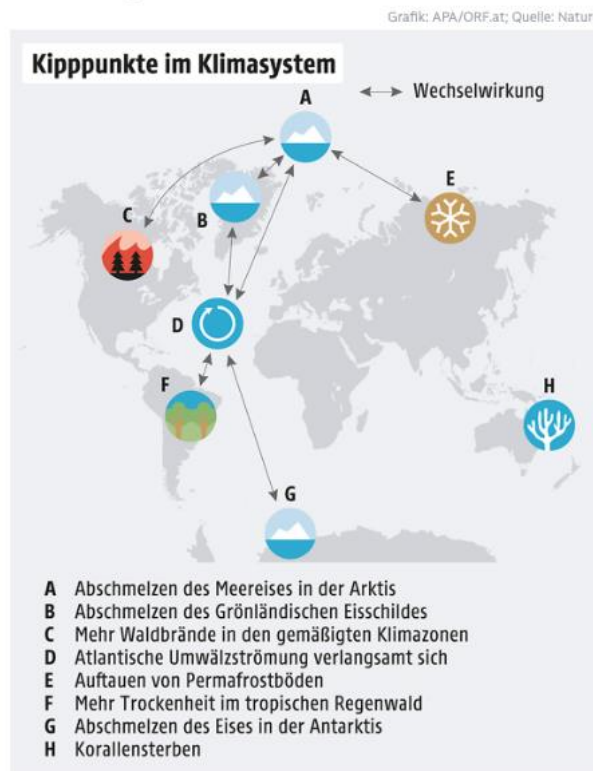 Grafik: APA/ORF.at; Quelle: Natur
Kipppunkte im Klimasystem
A
Wechselwirkung
E
B
C
D
F
H
G
A Abschmelzen des Meereises in der Arktis
B Abschmelzen des Grönländischen Eisschildes
C Mehr Waldbrände in den gemäßigten Klimazonen
D Atlantische Umwälzströmung verlangsamt sich
E Auftauen von Permafrostböden
F Mehr Trockenheit im tropischen Regenwald
G Abschmelzen des Eises in der Antarktis
H Korallensterben